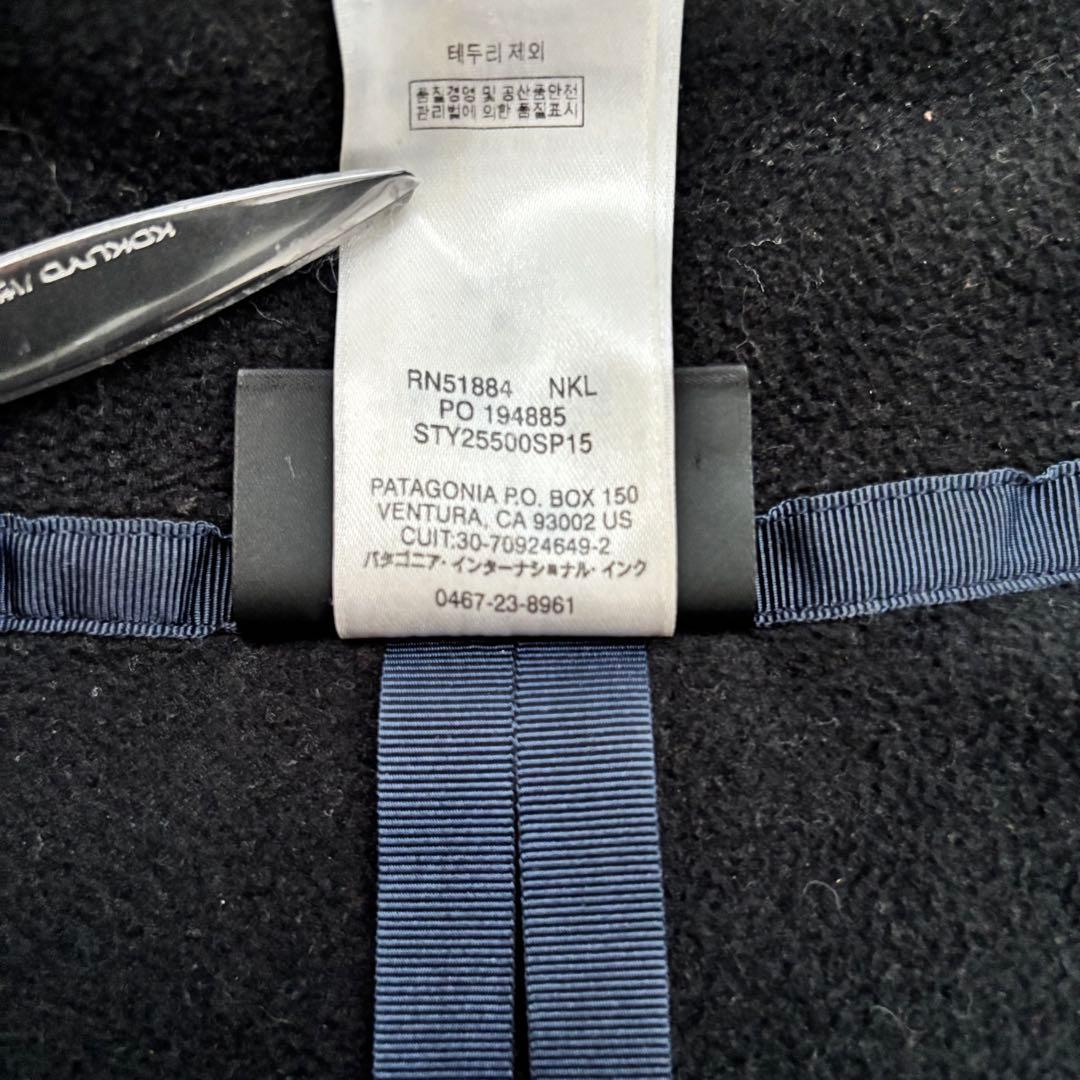 테두리 제외
품질경영 및 공산품안전
관리법에 의한 품질표시
KOKUYO
RN51884 NKL
PO 194885
STY25500SP15
PATAGONIA P.O. BOX 150
VENTURA, CA 93002 US
CUIT:30-70924649-2
パタゴニア・インターナショナル・インク
0467-23-8961